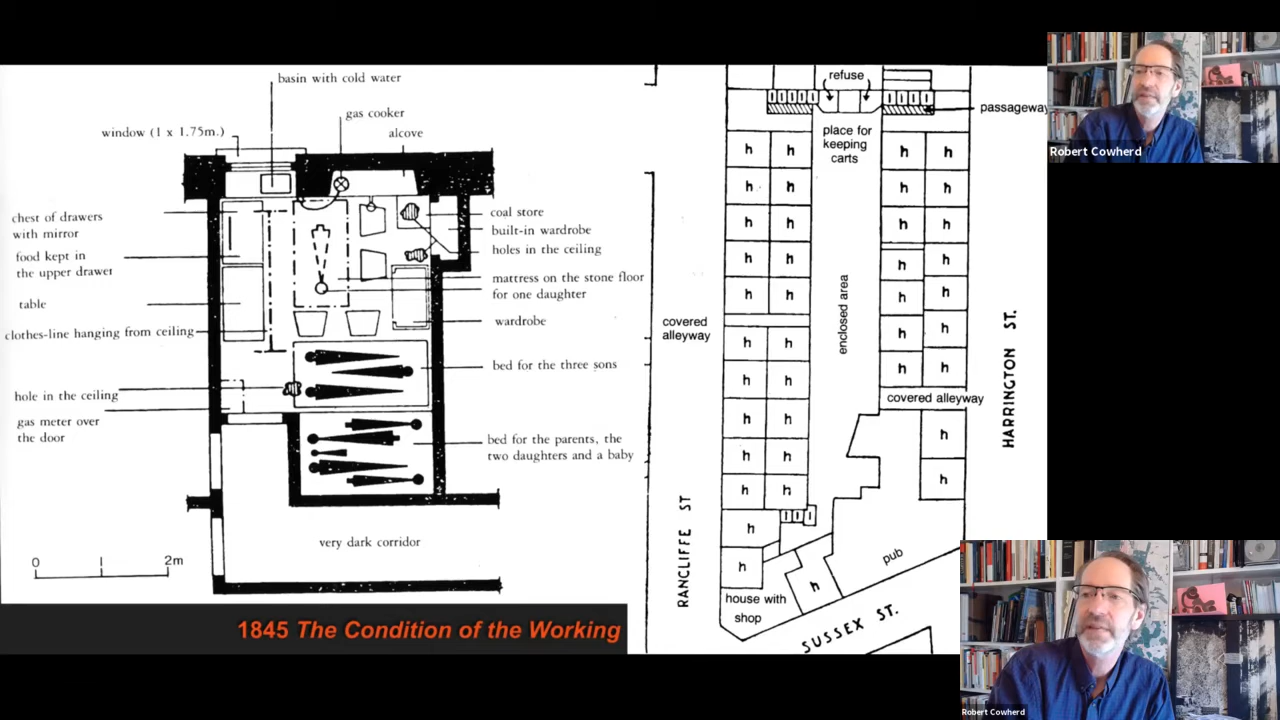 basin with cold water
gas cooker
window (1 x 1.75m.)
alcove
chest of drawers
with mirror
food kept in
the upper drawer
table
clothes-line hanging from ceiling
hole in the ceiling
gas meter over
the door
coal store
built-in wardrobe
holes in the ceiling
mattress on the stone floor
for one daughter
wardrobe
bed for the three sons
bed for the parents, the
two daughters and a baby
very dark corridor
0 1 2m
1845 The Condition of the Working
refuse
passageway
place for
keeping
carts
h h h h
h h h h
h h h h
h h h h
h h h h
h h h h
h h h h
h h h
h h h
h h
h
h
h
enclosed area
covered
alleyway
covered alleyway
HARRINGTON ST.
RANCLIFFE ST
pub
house with
shop
SUSSEX ST.
Robert Cowherd
Robert Cowherd